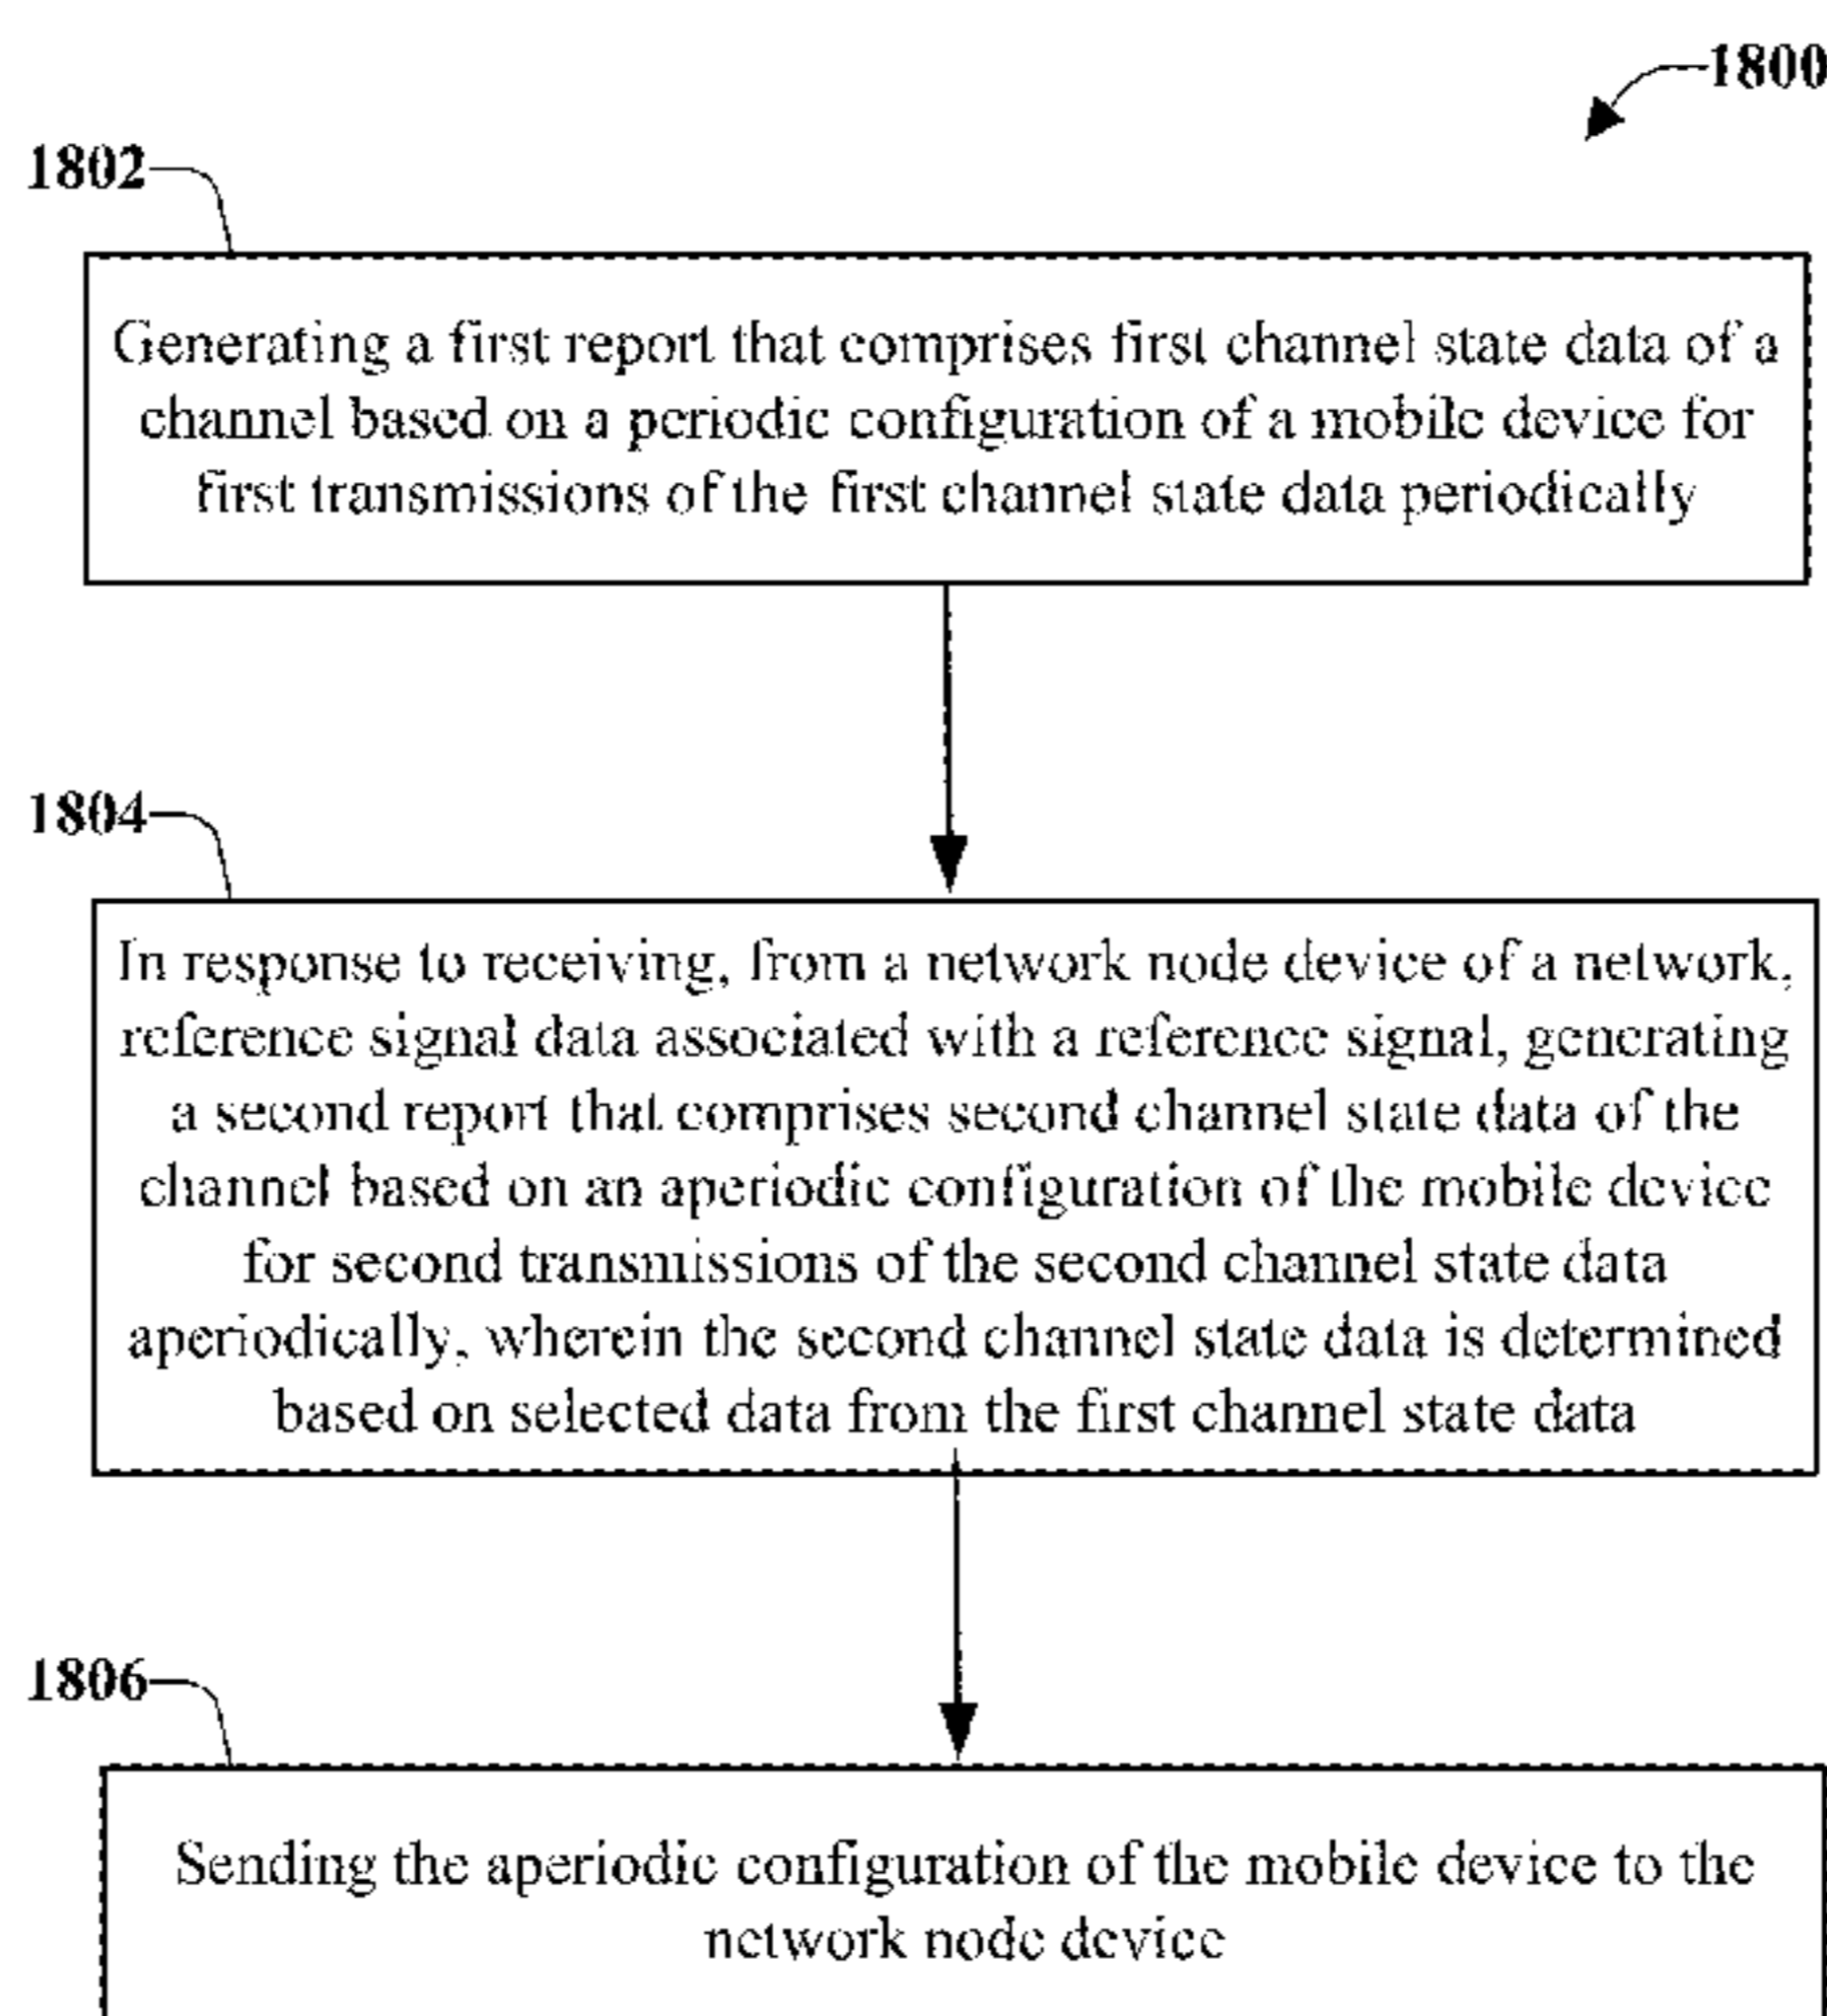 1800
1802
Generating a first report that comprises first channel state data of a
channel based on a periodic configuration of a mobile device for
first transmissions of the first channel state data periodically
1804
In response to receiving, from a network node device of a network,
reference signal data associated with a reference signal, generating
a second report that comprises second channel state data of the
channel based on an aperiodic configuration of the mobile device
for second transmissions of the second channel state data
aperiodically, wherein the second channel state data is determined
based on selected data from the first channel state data
1806
Sending the aperiodic configuration of the mobile device to the
network node device